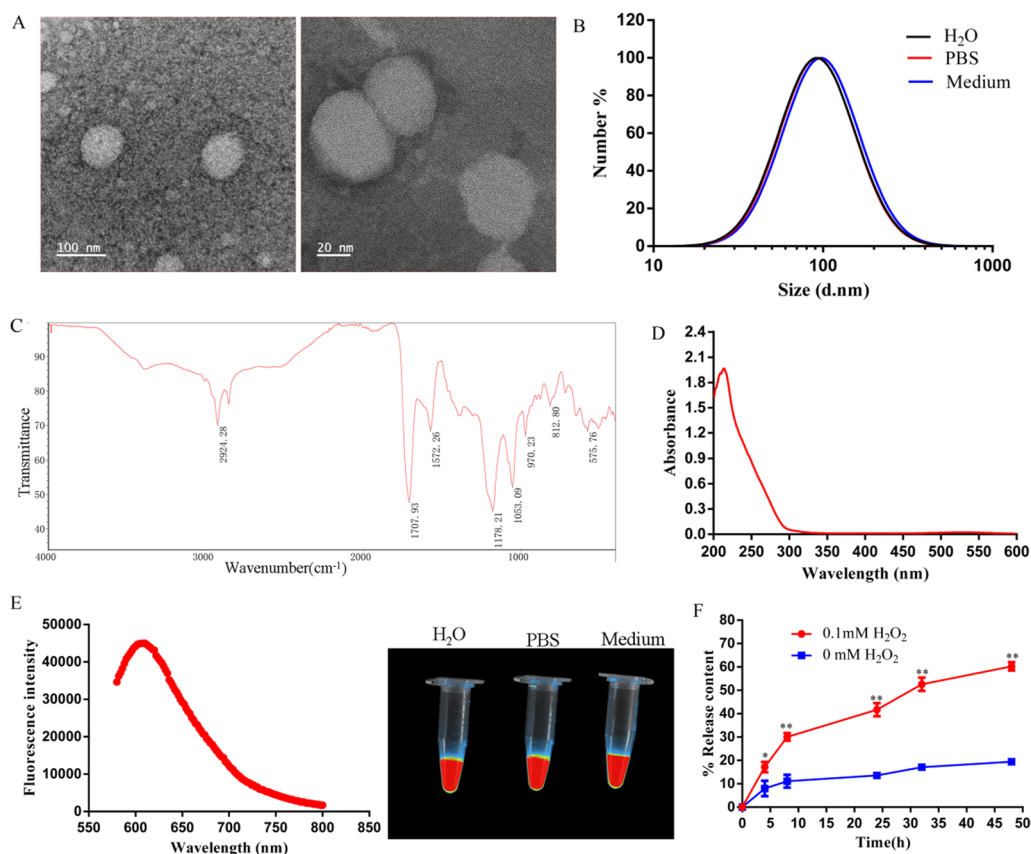 A
100 nm
20 nm
B
Number %
120
100
80
60
40
20
0
10
100
1000
Size (d.nm)
H₂O
PBS
Medium
C
Transmittance
90
80
70
60
50
40
4000
3000
2000
1000
Wavenumber(cm⁻¹)
2924.28
1707.93
1572.26
1178.21
1053.09
970.23
812.80
575.76
D
Absorbance
2.4
2.1
1.8
1.5
1.2
0.9
0.6
0.3
0.0
200 250 300 350 400 450 500 550 600
Wavelength (nm)
E
Fluorescence intensity
50000
40000
30000
20000
10000
0
550 600 650 700 750 800 850
Wavelength (nm)
H₂O
PBS
Medium
F
% Release content
80
70
60
50
40
30
20
10
0
0 5 10 15 20 25 30 35 40 45 50
Time(h)
0.1mM H₂O₂
0 mM H₂O₂
*
**
**
**
**